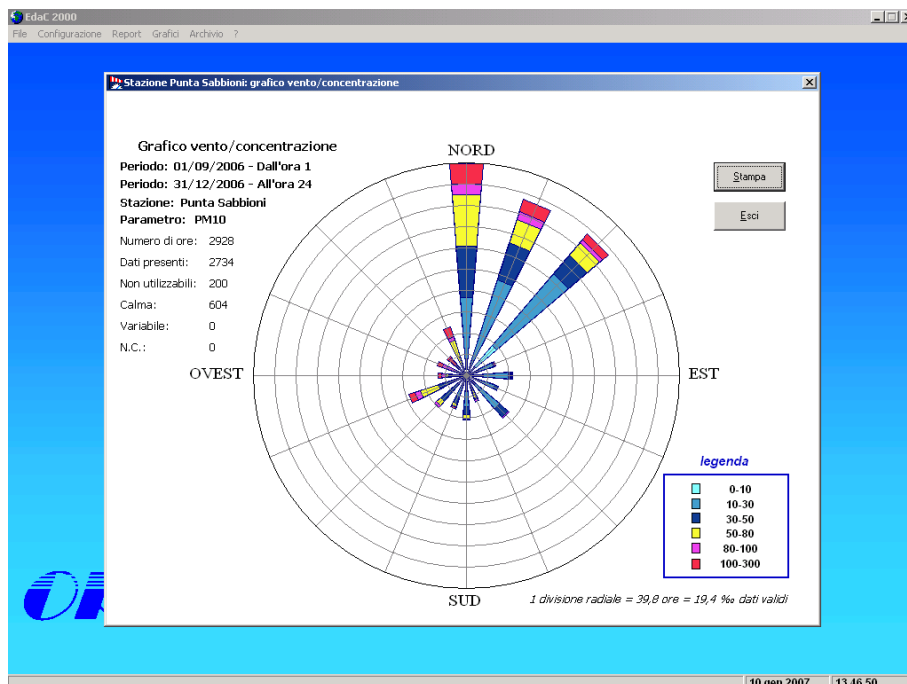 EdaC 2000
File Configurazione Report Grafici Archivio ?
Stazione Punta Sabbioni: grafico vento/concentrazione
Grafico vento/concentrazione
Periodo: 01/09/2006 - Dall'ora 1
Periodo: 31/12/2006 - All'ora 24
Stazione: Punta Sabbioni
Parametro: PM10
Numero di ore: 2928
Dati presenti: 2734
Non utilizzabili: 200
Calma: 604
Variabile: 0
N.C.: 0
NORD
OVEST
EST
SUD
Stampa
Esci
legenda
0-10
10-30
30-50
50-80
80-100
100-300
1 divisione radiale = 39,8 ore = 19,4 ‰ dati validi
10 gen 2007 13.46.50